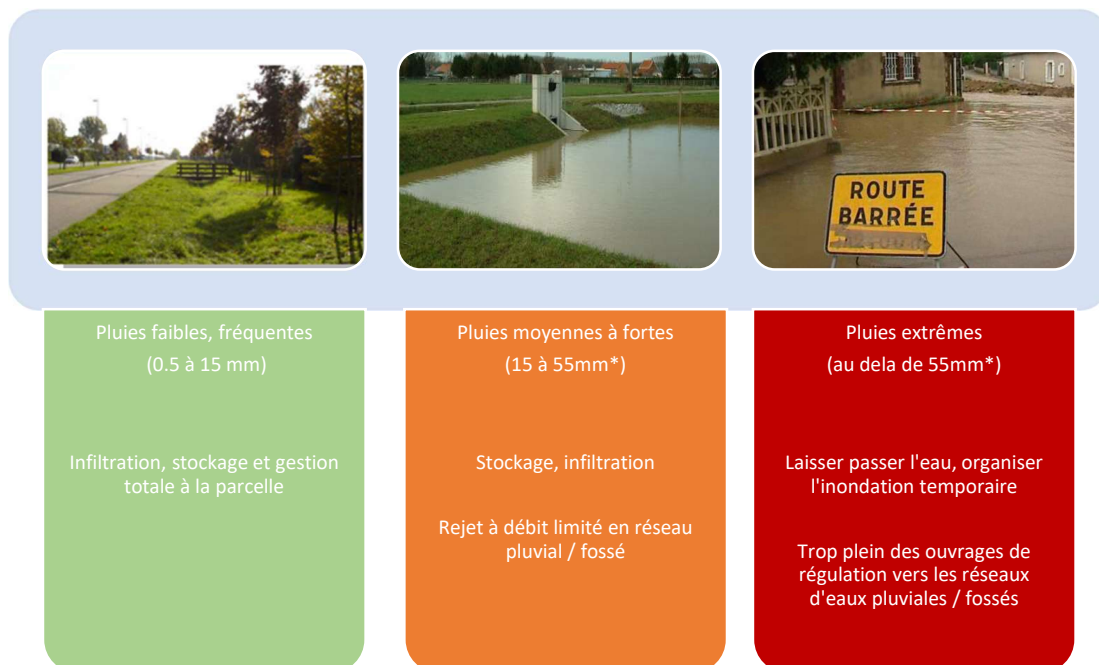 ROUTE
BARRÉE
Pluies faibles, fréquentes
(0.5 à 15 mm)
Infiltration, stockage et gestion
totale à la parcelle
Pluies moyennes à fortes
(15 à 55mm*)
Stockage, infiltration
Rejet à débit limité en réseau
pluvial / fossé
Pluies extrêmes
(au dela de 55mm*)
Laisser passer l'eau, organiser
l'inondation temporaire
Trop plein des ouvrages de
régulation vers les réseaux
d'eaux pluviales / fossés